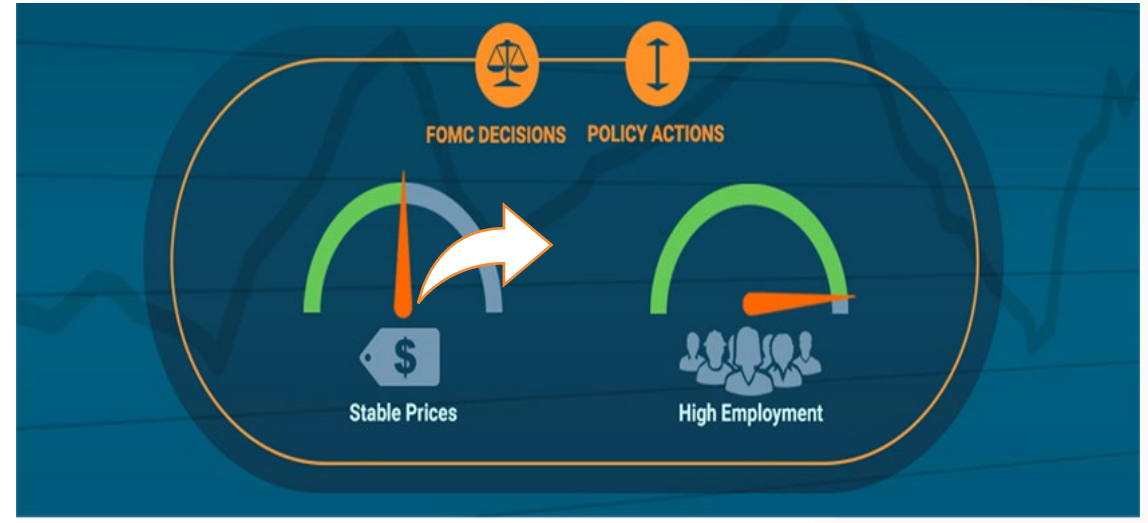 FOMC DECISIONS
POLICY ACTIONS
$
Stable Prices
High Employment